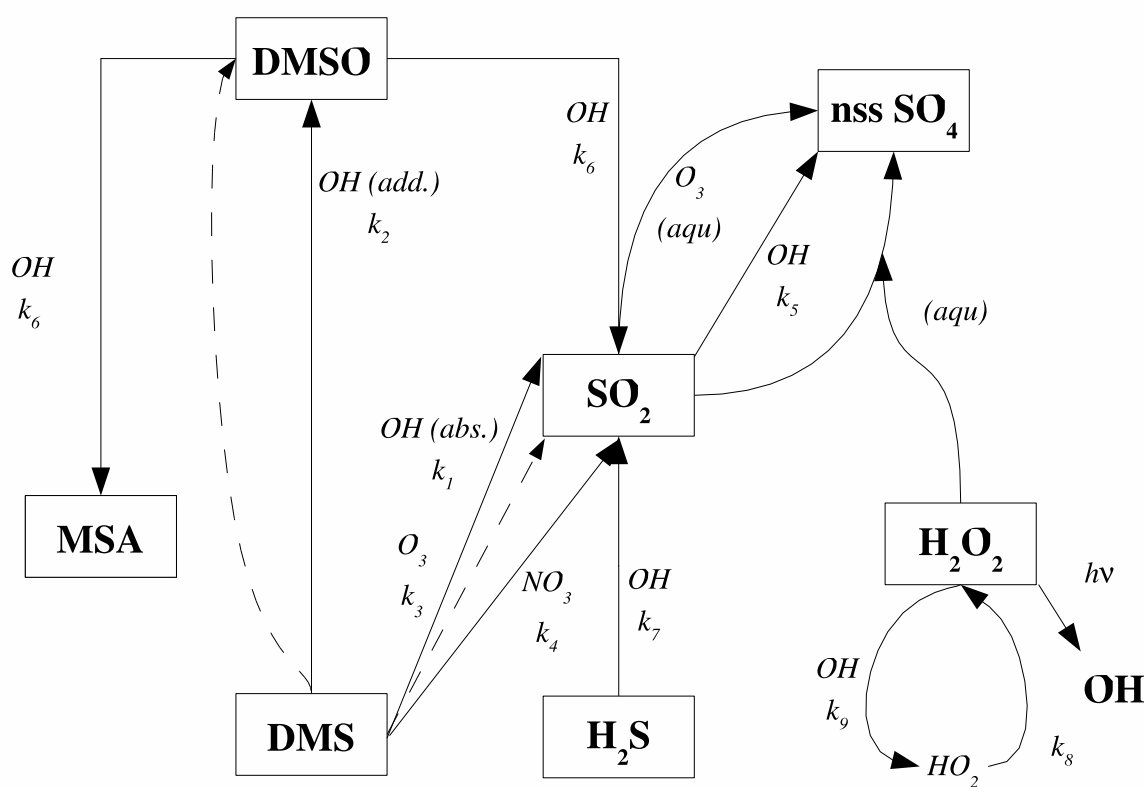 DMSO
nss SO₄
OH
k₆
O₃
(aqu)
OH (add.)
k₂
OH
k₅
OH
k₆
(aqu)
SO₂
OH (abs.)
k₁
MSA
O₃
k₃
NO₃
k₄
OH
k₇
H₂O₂
hν
OH
k₉
OH
DMS
H₂S
HO₂
k₈